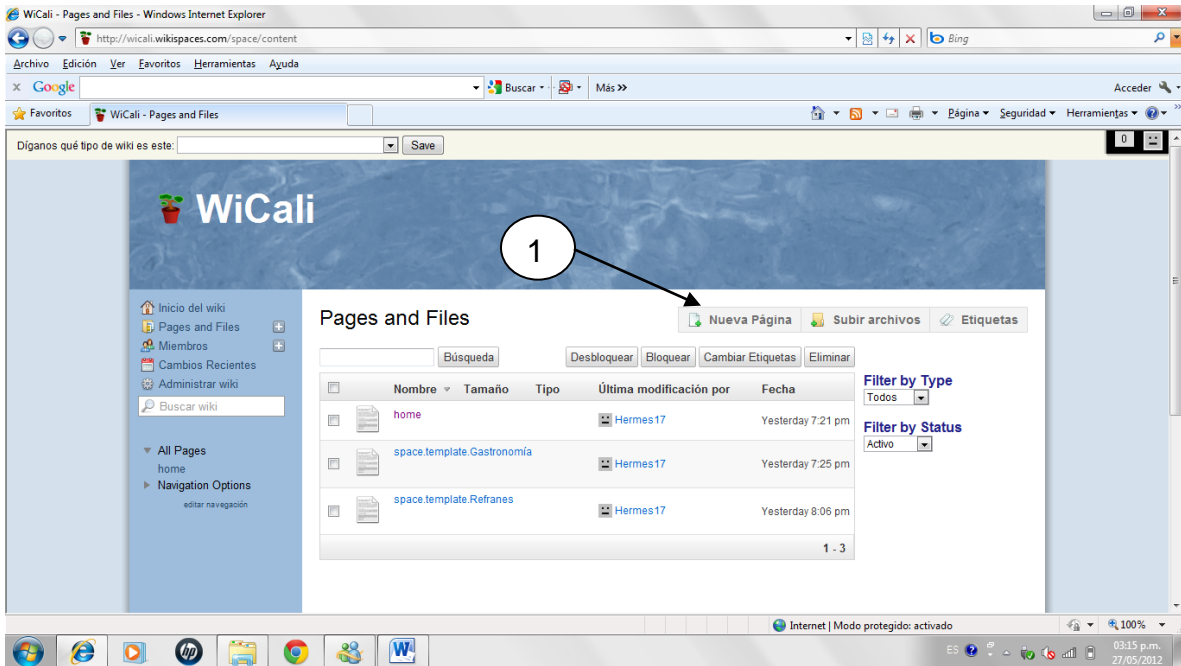 WiCali - Pages and Files - Windows Internet Explorer
http://wicali.wikispaces.com/space/content
Bing
Archivo Edición Ver Favoritos Herramientas Ayuda
x Google Buscar Más >> Acceder
Favoritos WiCali - Pages and Files Página Seguridad Herramientas
Díganos qué tipo de wiki es este: Save 0
WiCali
1
Inicio del wiki
Pages and Files
Miembros
Cambios Recientes
Administrar wiki
Buscar wiki
All Pages
home
Navigation Options
editar navegación
Pages and Files
Nueva Página Subir archivos Etiquetas
Búsqueda Desbloquear Bloquear Cambiar Etiquetas Eliminar
Nombre Tamaño Tipo Última modificación por Fecha
home Hermes17 Yesterday 7:21 pm
space.template.Gastronomía Hermes17 Yesterday 7:25 pm
space.template.Refranes Hermes17 Yesterday 8:06 pm
1 - 3
Filter by Type
Todos
Filter by Status
Activo
Internet | Modo protegido: activado 100%
hp W ES 03:15 p.m.
27/05/2012